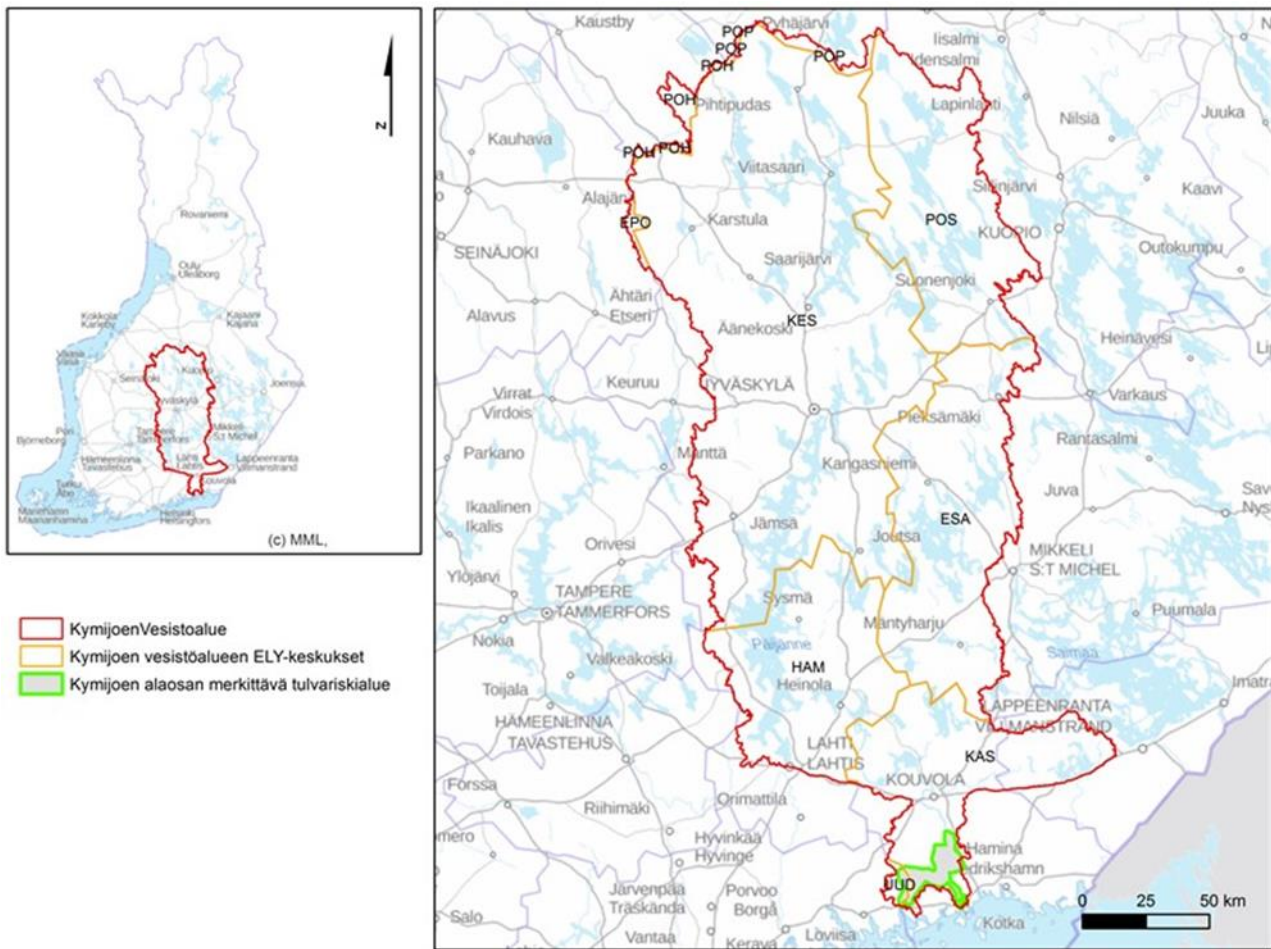 Rovaniemi
Oulu
Uleåborg
Kokkola
Karleby
Kajaani
Kajana
Vaasa
Vasa
Seinäjoki
Kuopio
Joensuu
Jyväskylä
Pori
Björneborg
Tampere
Tammerfors
Mikkeli
S:t Michel
Hämeenlinna
Tavastehus
Lahti
Lahtis
Lappeenranta
Villmanstrand
Kouvola
Turku
Åbo
Helsinki
Helsingfors
Mariehamn
Maarianhamina
N
(c) MML,
KymijoenVesistoalue
Kymijoen vesistöalueen ELY-keskukset
Kymijoen alaosan merkittävä tulvariskialue
Kaustby
Pyhäjärvi
Iisalmi
Idensalmi
POP
POP
POP
POH
POH
Pihtipudas
Lapinlahti
Juuka
Nilsiä
Kauhava
POH
POH
Viitasaari
Siilinjärvi
Kaavi
Alajärvi
EPO
Karstula
POS
KUOPIO
SEINÄJOKI
Outokumpu
Saarijärvi
Suonenjoki
Ähtäri
Etseri
Alavus
Äänekoski
KES
Heinävesi
Keuruu
JYVÄSKYLÄ
Virrat
Virdois
Pieksämäki
Varkaus
Rantasalmi
Parkano
Mänttä
Kangasniemi
Juva
Ikaalinen
Ikalis
Jämsä
ESA
Joutsa
Orivesi
MIKKELI
S:T MICHEL
Ylöjärvi
TAMPERE
TAMMERFORS
Sysmä
Puumala
Nokia
Mäntyharju
Päijänne
Saimaa
Valkeakoski
HAM
Heinola
Toijala
Imatra
HÄMEENLINNA
TAVASTEHUS
LAPPEENRANTA
VILLMANSTRAND
LAHTI
LAHTIS
KAS
KOUVOLA
Forssa
Riihimäki
Orimattila
Hyvinkää
Hyvinge
Hamina
edrikshamn
UUD
Järvenpää
Träskända
Porvoo
Borgå
Salo
Loviisa
Kotka
Vantaa
Kerava
0 25 50 km